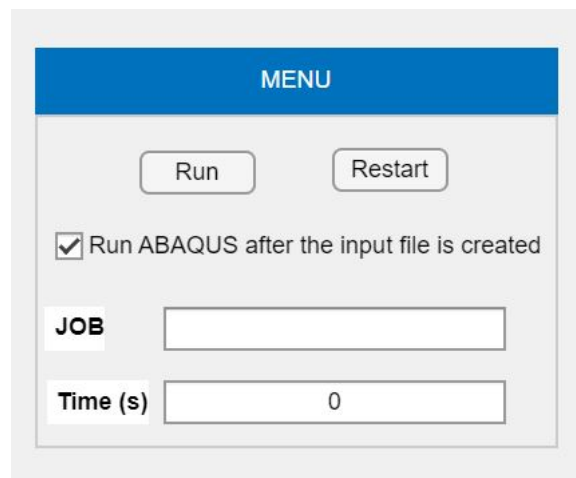 MENU
Run Restart
Run ABAQUS after the input file is created
JOB
Time (s) 0